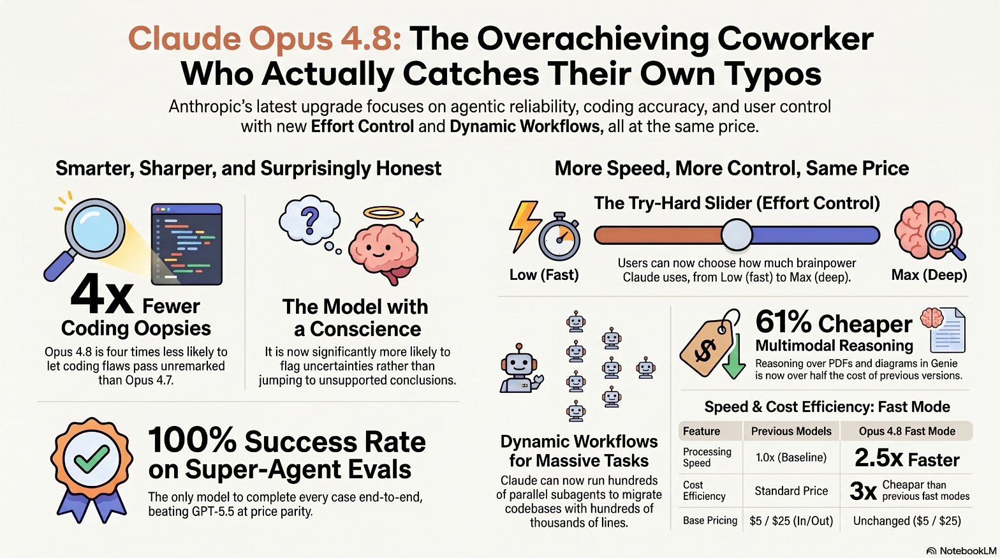 Claude Opus 4.8: The Overachieving Coworker
Who Actually Catches Their Own Typos
Anthropic's latest upgrade focuses on agentic reliability, coding accuracy, and user control
with new Effort Control and Dynamic Workflows, all at the same price.
Smarter, Sharper, and Surprisingly Honest
4x Fewer
Coding Oopsies
Opus 4.8 is four times less likely to
let coding flaws pass unremarked
than Opus 4.7.
?
The Model with
a Conscience
It is now significantly more likely to
flag uncertainties rather than
jumping to unsupported conclusions.
100% Success Rate
on Super-Agent Evals
The only model to complete every case end-to-end,
beating GPT-5.5 at price parity.
More Speed, More Control, Same Price
The Try-Hard Slider (Effort Control)
Low (Fast)
Users can now choose how much brainpower
Claude uses, from Low (fast) to Max (deep).
Max (Deep)
Dynamic Workflows
for Massive Tasks
Claude can now run hundreds
of parallel subagents to migrate
codebases with hundreds of
thousands of lines.
$
61% Cheaper
Multimodal Reasoning
Reasoning over PDFs and diagrams in Genie
is now over half the cost of previous versions.
Speed & Cost Efficiency: Fast Mode
Feature Previous Models Opus 4.8 Fast Mode
Processing
Speed
1.0x (Baseline)
2.5x Faster
Cost
Efficiency
Standard Price
3x Cheapar than
previous fast modes
Base Pricing $5 / $25 (In/Out) Unchanged ($5 / $25)
NotebookLM